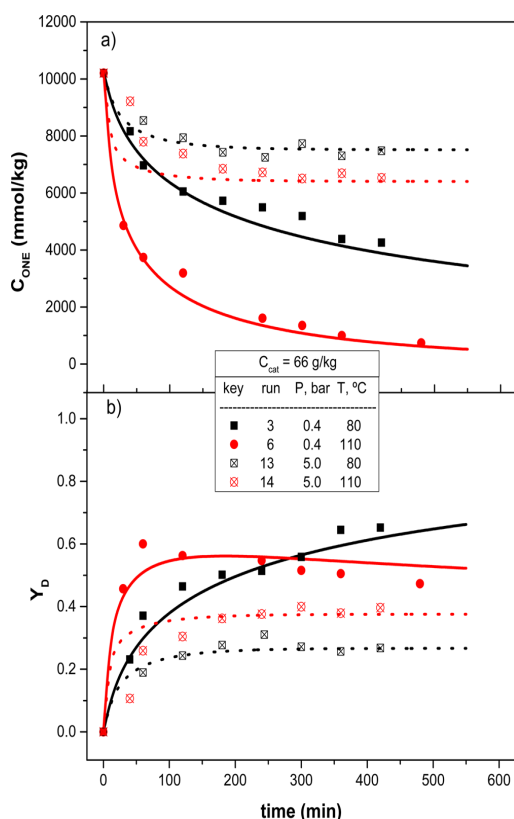 a)
12000
10000
8000
6000
4000
2000
0
C_ONE (mmol/kg)
C_cat = 66 g/kg
key run P, bar T, ºC
3 0.4 80
6 0.4 110
13 5.0 80
14 5.0 110
b)
1.0
0.8
0.6
0.4
0.2
0.0
Y_D
0 100 200 300 400 500 600
time (min)